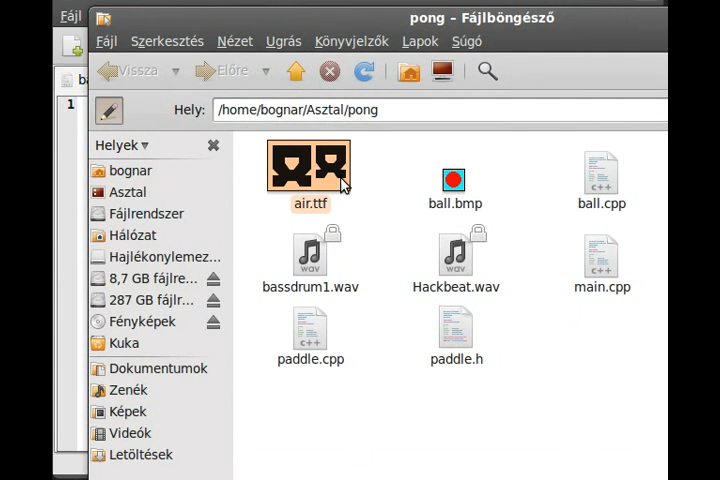 Fájl
pong – Fájlböngésző
Fájl Szerkesztés Nézet Ugrás Könyvjelzők Lapok Súgó
Vissza Előre
Hely: /home/bognar/Asztal/pong
1
Helyek
bognar
Asztal
Fájlrendszer
Hálózat
Hajlékonylemez...
8,7 GB fájlre...
287 GB fájlr...
Fényképek
Kuka
Dokumentumok
Zenék
Képek
Videók
Letöltések
air.ttf ball.bmp ball.cpp
c++
wav wav c++
bassdrum1.wav Hackbeat.wav main.cpp
c++
paddle.cpp paddle.h